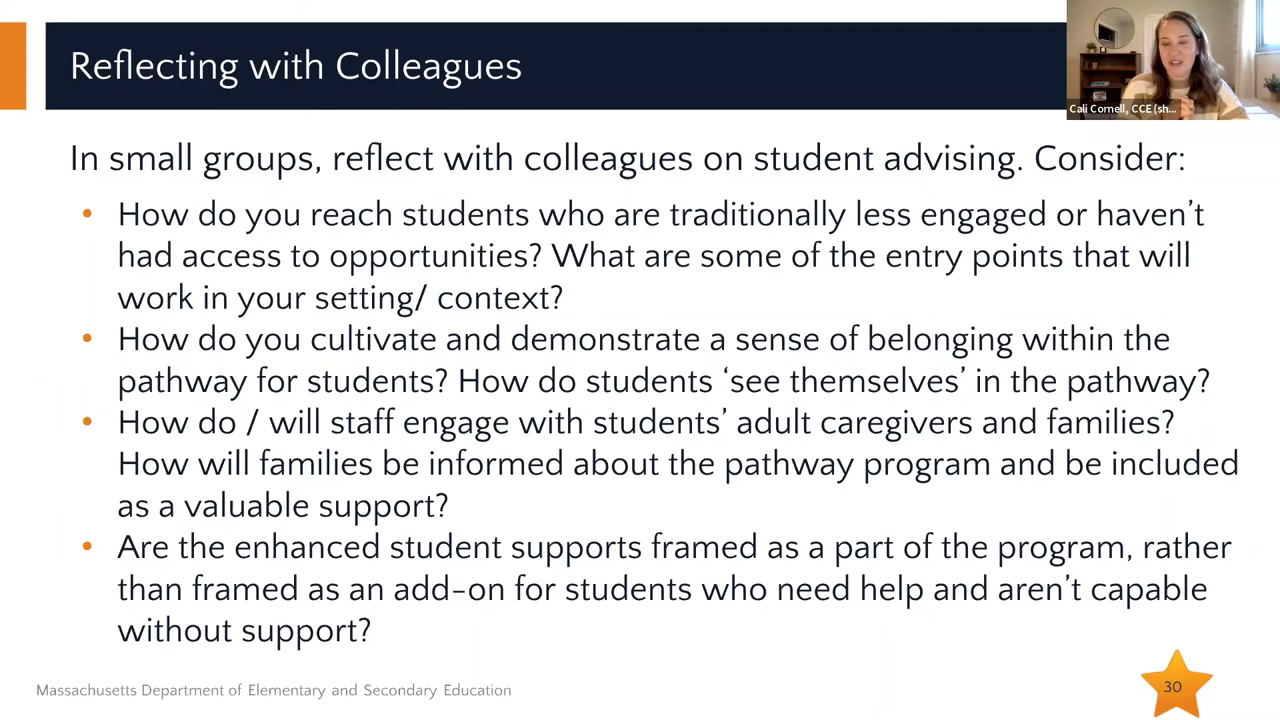 Reflecting with Colleagues
Cali Cornell, CCE (sh...
In small groups, reflect with colleagues on student advising. Consider:
• How do you reach students who are traditionally less engaged or haven’t
had access to opportunities? What are some of the entry points that will
work in your setting/ context?
• How do you cultivate and demonstrate a sense of belonging within the
pathway for students? How do students ‘see themselves’ in the pathway?
• How do / will staff engage with students’ adult caregivers and families?
How will families be informed about the pathway program and be included
as a valuable support?
• Are the enhanced student supports framed as a part of the program, rather
than framed as an add-on for students who need help and aren’t capable
without support?
Massachusetts Department of Elementary and Secondary Education
30